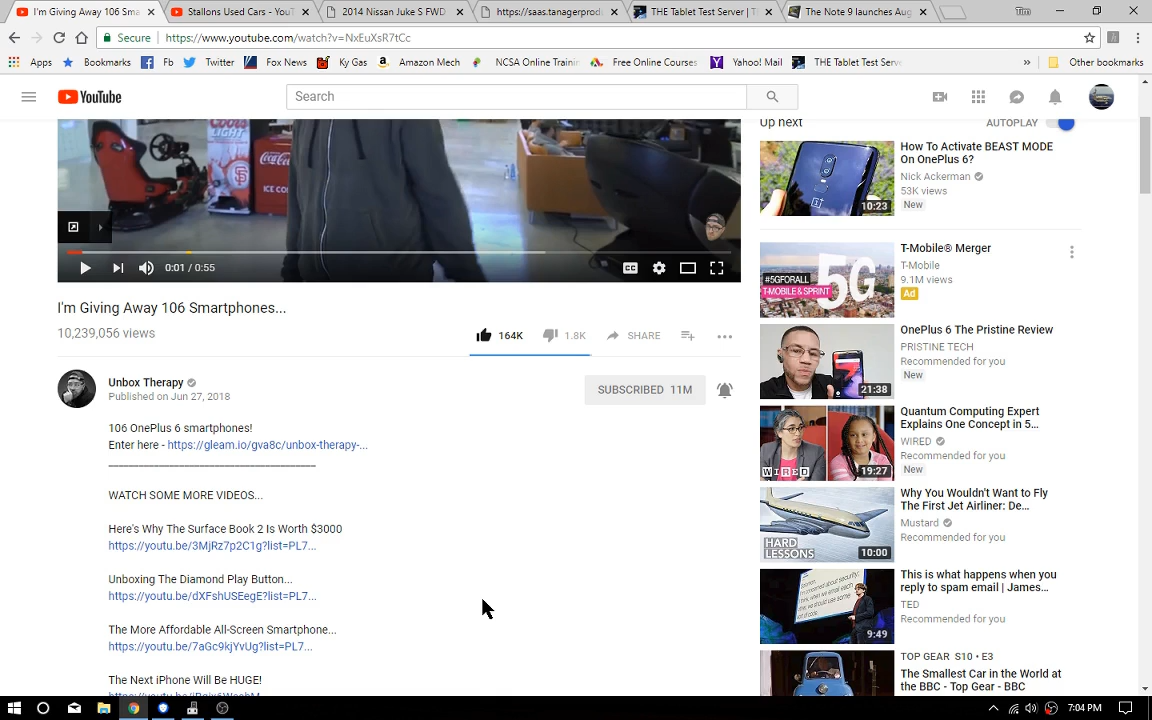 I'm Giving Away 106 Sma
Stallons Used Cars - YouT
2014 Nissan Juke S FWD
https://saas.tanagerprodu
THE Tablet Test Server | T
The Note 9 launches Aug
Tim
Secure
https://www.youtube.com/watch?v=NxEuXsR7tCc
Apps
Bookmarks
Fb
Twitter
Fox News
Ky Gas
Amazon Mech
NCSA Online Trainin
Free Online Courses
Yahoo! Mail
THE Tablet Test Serve
Other bookmarks
YouTube
Search
COORS LIGHT
Coca-Cola
ICE CO
0:01 / 0:55
CC
I'm Giving Away 106 Smartphones...
10,239,056 views
164K
1.8K
SHARE
Unbox Therapy
Published on Jun 27, 2018
SUBSCRIBED 11M
106 OnePlus 6 smartphones!
Enter here - https://gleam.io/gva8c/unbox-therapy-...
WATCH SOME MORE VIDEOS...
Here's Why The Surface Book 2 Is Worth $3000
https://youtu.be/3MjRz7p2C1g?list=PL7...
Unboxing The Diamond Play Button...
https://youtu.be/dXFshUSEegE?list=PL7...
The More Affordable All-Screen Smartphone...
https://youtu.be/7aGc9kjYvUg?list=PL7...
The Next iPhone Will Be HUGE!
Up next
AUTOPLAY
How To Activate BEAST MODE
On OnePlus 6?
Nick Ackerman
53K views
New
10:23
T-Mobile® Merger
T-Mobile
9.1M views
Ad
#5GFORALL
T-MOBILE & SPRINT
5G
OnePlus 6 The Pristine Review
PRISTINE TECH
Recommended for you
New
21:38
Quantum Computing Expert
Explains One Concept in 5...
WIRED
Recommended for you
New
WIRED
19:27
Why You Wouldn't Want to Fly
The First Jet Airliner: De...
Mustard
Recommended for you
HARD
LESSONS
10:00
This is what happens when you
reply to spam email | James...
TED
Recommended for you
9:49
TOP GEAR S10 • E3
The Smallest Car in the World at
the BBC - Top Gear - BBC
7:04 PM